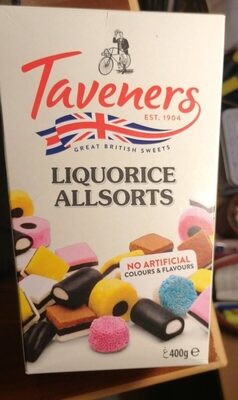 Taveners
EST. 1904
GREAT BRITISH SWEETS
LIQUORICE
ALLSORTS
NO ARTIFICIAL
COLOURS & FLAVOURS
400g ℮